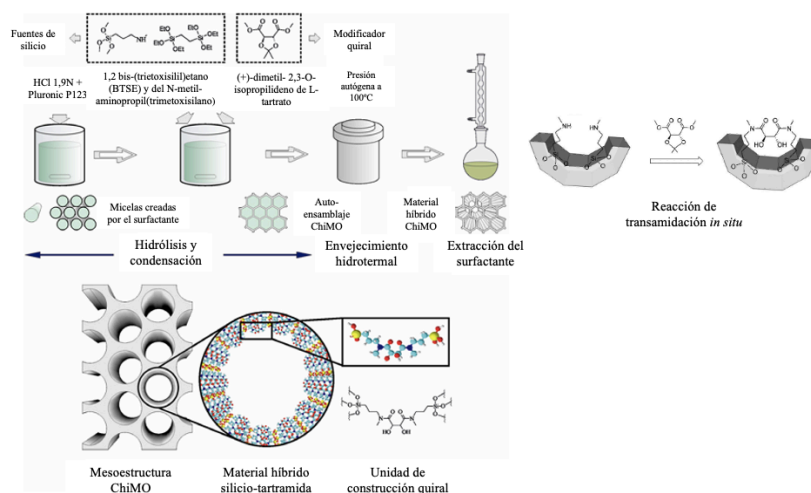 Fuentes de
silicio
Modificador
quiral
HCl 1,9N +
Pluronic P123
1,2 bis-(trietoxisilil)etano
(BTSE) y del N-metil-
aminopropil(trimetoxisilano)
(+)-dimetil- 2,3-O-
isopropilideno de L-
tartrato
Presión
autógena a
100ºC
Micelas creadas
por el surfactante
Auto-
ensamblaje
ChiMO
Material
híbrido
ChiMO
Extracción del
surfactante
Hidrólisis y
condensación
Envejecimiento
hidrotermal
Reacción de
transamidación in situ
Mesoestructura
ChiMO
Material híbrido
silicio-tartramida
Unidad de
construcción quiral